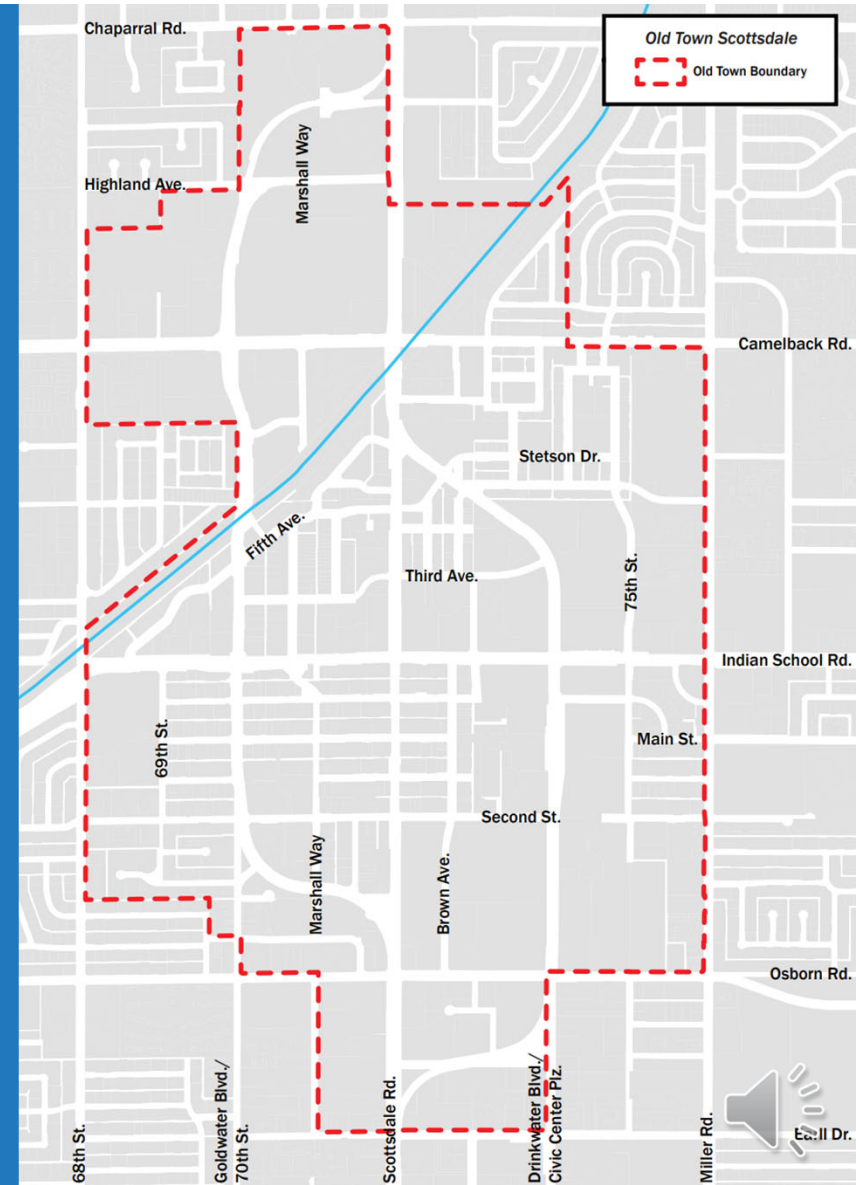 Chaparral Rd.
Old Town Scottsdale
Old Town Boundary
Marshall Way
Highland Ave.
Camelback Rd.
Stetson Dr.
Fifth Ave.
Third Ave.
75th St.
Indian School Rd.
69th St.
Main St.
Second St.
Marshall Way
Brown Ave.
Osborn Rd.
68th St.
Goldwater Blvd./
70th St.
Scottsdale Rd.
Drinkwater Blvd./
Civic Center Plz.
Miller Rd.
Earll Dr.